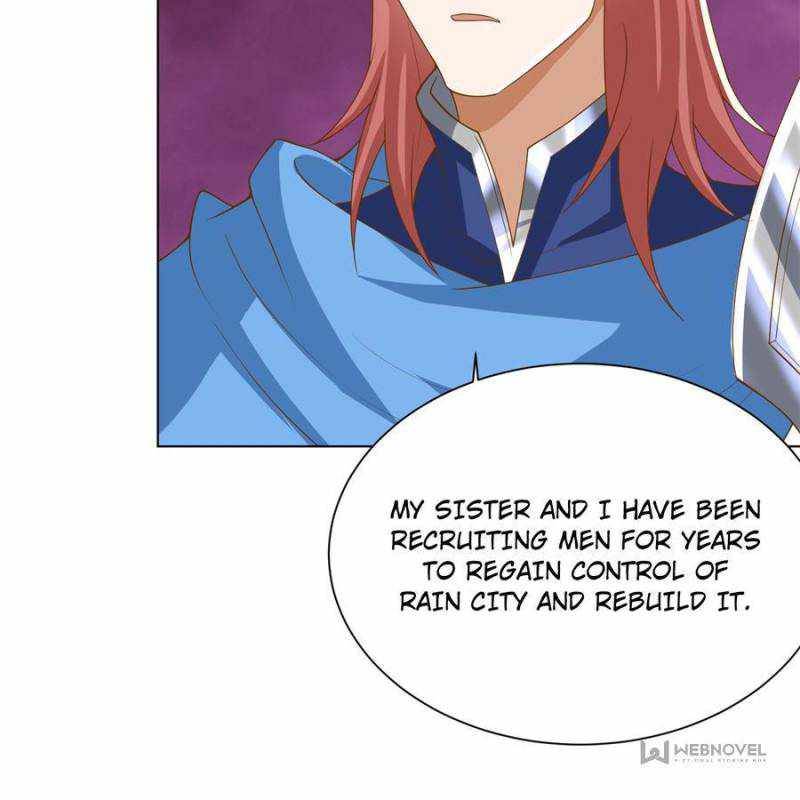 MY SISTER AND I HAVE BEEN
RECRUITING MEN FOR YEARS
TO REGAIN CONTROL OF
RAIN CITY AND REBUILD IT.
WEBNOVEL